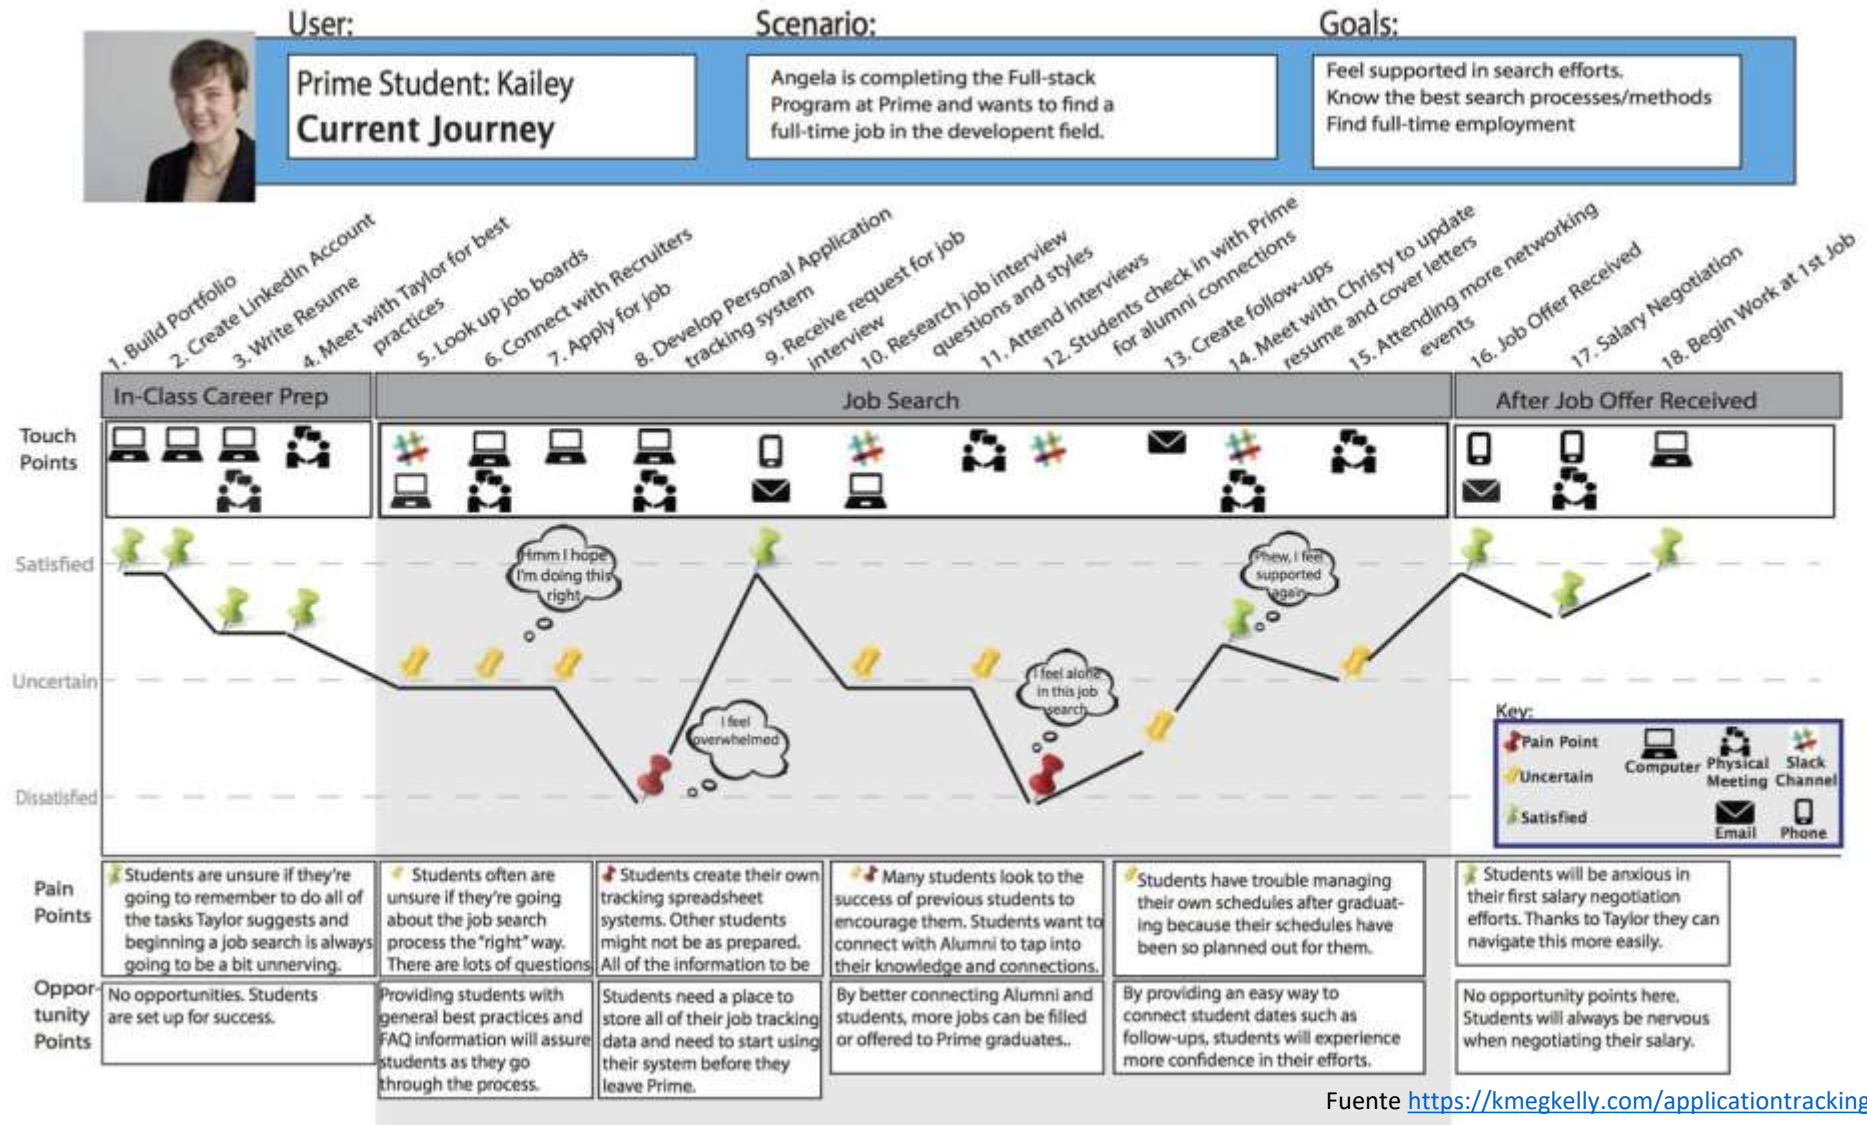 User:
Prime Student: Kailey
Current Journey
Scenario:
Angela is completing the Full-stack
Program at Prime and wants to find a
full-time job in the developent field.
Goals:
Feel supported in search efforts.
Know the best search processes/methods
Find full-time employment
1. Build Portfolio
2. Create LinkedIn Account
3. Write Resume
4. Meet with Taylor for best
practices
5. Look up job boards
6. Connect with Recruiters
7. Apply for job
8. Develop Personal Application
tracking system
9. Receive request for job
interview
10. Research job interview
questions and styles
11. Attend interviews
12. Students check in with Prime
for alumni connections
13. Create follow-ups
14. Meet with Christy to update
resume and cover letters
15. Attending more networking
events
16. Job Offer Received
17. Salary Negotiation
18. Begin Work at 1st Job
In-Class Career Prep
Job Search
After Job Offer Received
Touch
Points
Satisfied
Uncertain
Dissatisfied
Hmm I hope
I'm doing this
right
I feel
overwhelmed
I feel alone
in this job
search
Phew, I feel
supported
again
Key:
Pain Point
Uncertain
Satisfied
Computer
Physical
Meeting
Slack
Channel
Email
Phone
Pain
Points
Students are unsure if they're
going to remember to do all of
the tasks Taylor suggests and
beginning a job search is always
going to be a bit unnerving.
Students often are
unsure if they're going
about the job search
process the "right" way.
There are lots of questions
Students create their own
tracking spreadsheet
systems. Other students
might not be as prepared.
All of the information to be
Many students look to the
success of previous students to
encourage them. Students want to
connect with Alumni to tap into
their knowledge and connections.
Students have trouble managing
their own schedules after graduat-
ing because their schedules have
been so planned out for them.
Students will be anxious in
their first salary negotiation
efforts. Thanks to Taylor they can
navigate this more easily.
Oppor-
tunity
Points
No opportunities. Students
are set up for success.
Providing students with
general best practices and
FAQ information will assure
students as they go
through the process.
Students need a place to
store all of their job tracking
data and need to start using
their system before they
leave Prime.
By better connecting Alumni and
students, more jobs can be filled
or offered to Prime graduates..
By providing an easy way to
connect student dates such as
follow-ups, students will experience
more confidence in their efforts.
No opportunity points here.
Students will always be nervous
when negotiating their salary.
Fuente https://kmegkelly.com/applicationtracking